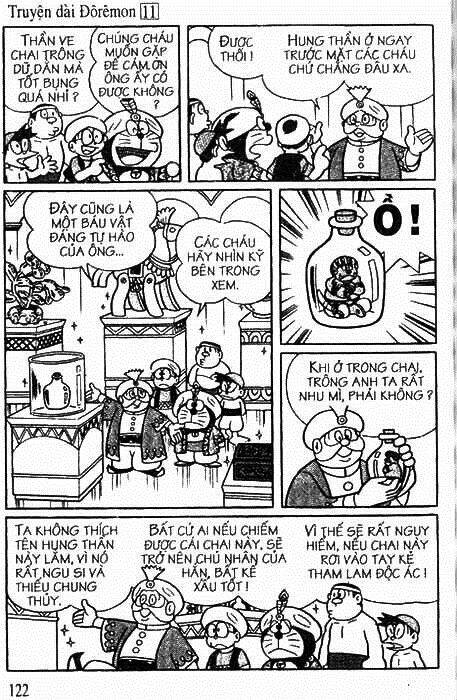 Truyện dài Đôrêmon 11
THẦN VE
CHAI TRÔNG
DỮ DẰN MÀ
TỐT BỤNG
QUÁ NHỈ ?
CHÚNG CHÁU
MUỐN GẶP
ĐỂ CẢM ƠN
ÔNG ẤY CÓ
ĐƯỢC KHÔNG
?
ĐƯỢC
THÔI !
HUNG THẦN Ở NGAY
TRƯỚC MẶT CÁC CHÁU
CHỨ CHẲNG ĐÂU XA.
ĐÂY CŨNG LÀ
MỘT BÁU VẬT
ĐÁNG TỰ HÀO
CỦA ÔNG...
CÁC CHÁU
HÃY NHÌN KỸ
BÊN TRONG
XEM.
Ồ!
KHI Ở TRONG CHAI,
TRÔNG ANH TA RẤT
NHU MÌ, PHẢI KHÔNG ?
TA KHÔNG THÍCH
TÊN HUNG THẦN
NÀY LẮM, VÌ NÓ
RẤT NGU SI VÀ
THIẾU CHUNG
THỦY.
BẤT CỨ AI NẾU CHIẾM
ĐƯỢC CÁI CHAI NÀY, SẼ
TRỞ NÊN CHỦ NHÂN CỦA
HẮN, BẤT KỂ
XẤU TỐT !
VÌ THẾ SẼ RẤT NGUY
HIỂM, NẾU CHAI NÀY
RƠI VÀO TAY KẺ
THAM LAM ĐỘC ÁC !
122